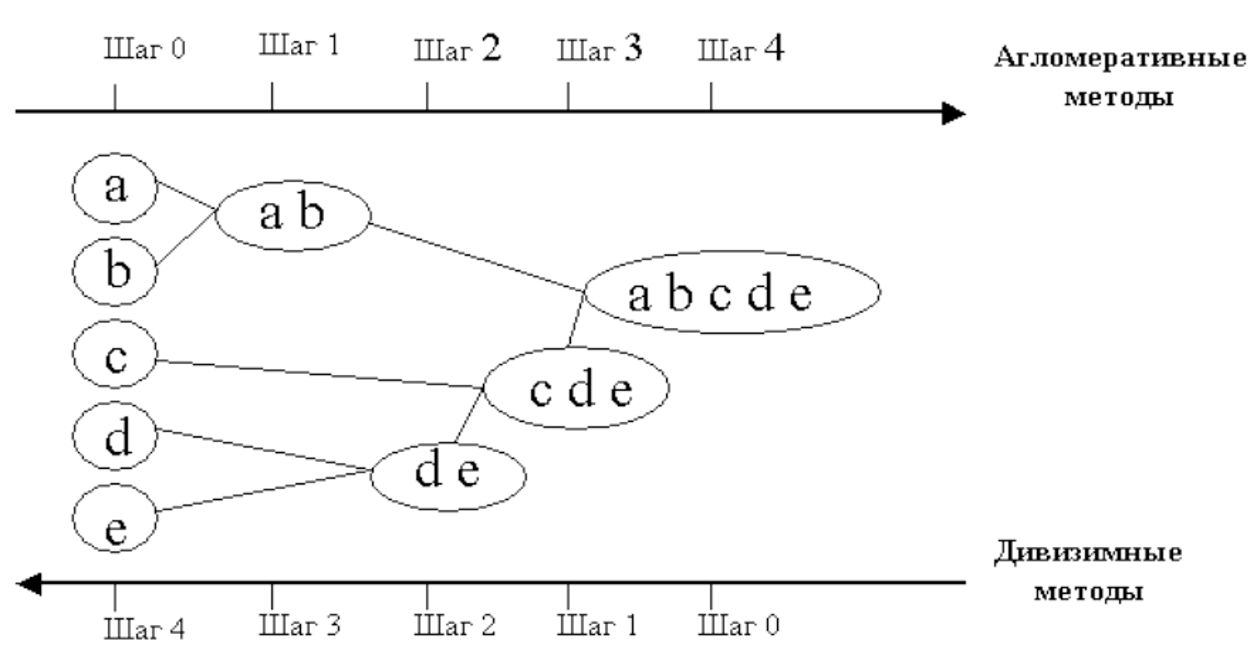 Шаг 0 Шаг 1 Шаг 2 Шаг 3 Шаг 4
Агломеративные
методы
a
a b
b
a b c d e
c
c d e
d
d e
e
Дивизимные
методы
Шаг 4 Шаг 3 Шаг 2 Шаг 1 Шаг 0